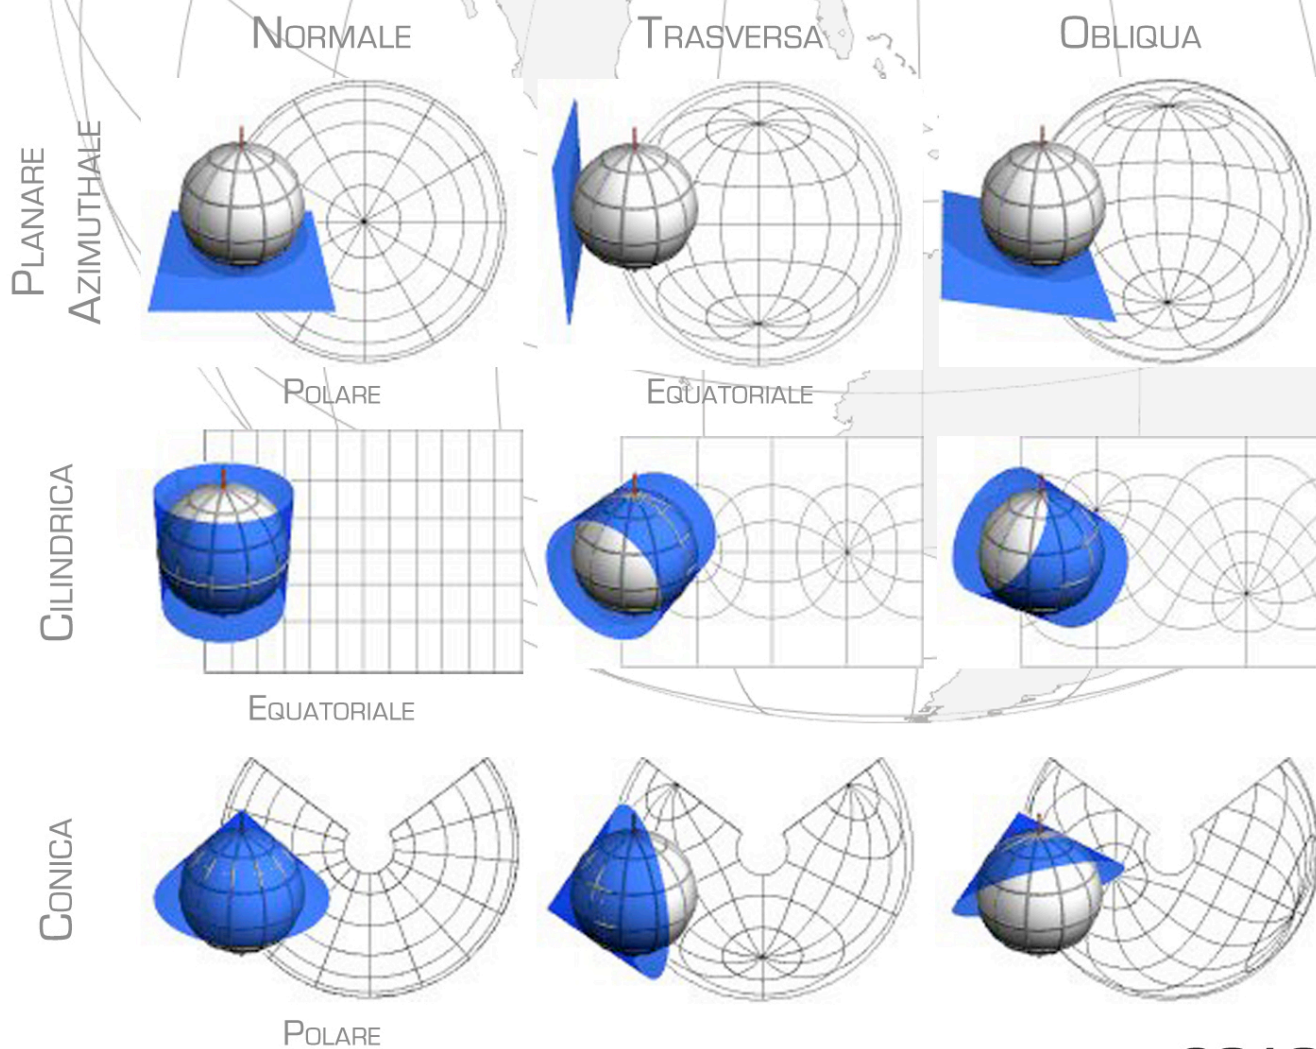 Normale
Trasversa
Obliqua
Planare
Azimuthale
Polare
Equatoriale
Cilindrica
Equatoriale
Conica
Polare